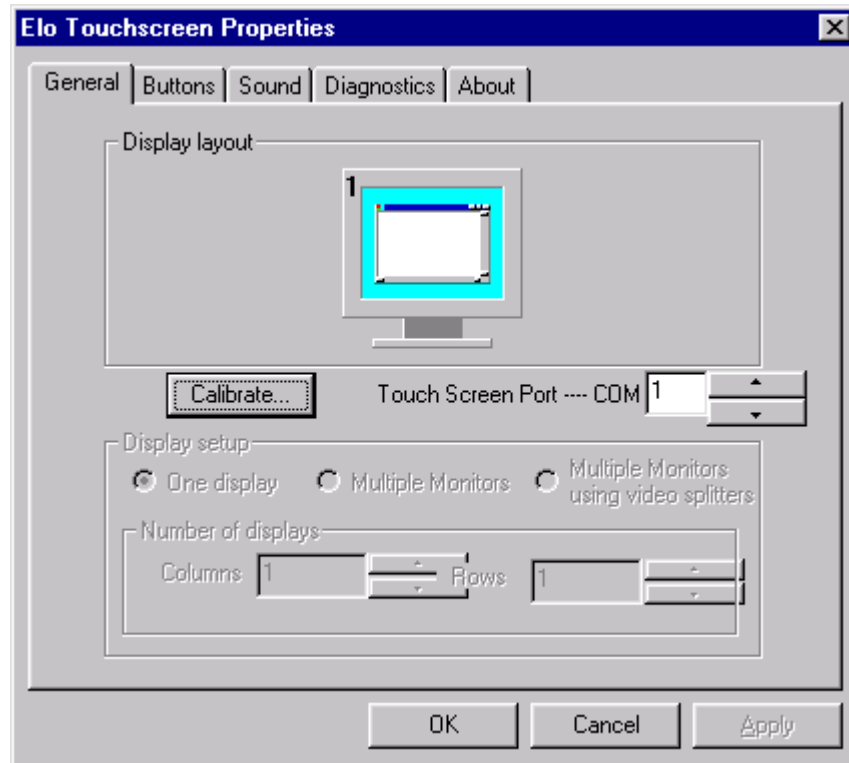 Elo Touchscreen Properties
General Buttons Sound Diagnostics About
Display layout
1
Calibrate... Touch Screen Port ---- COM 1
Display setup
One display Multiple Monitors Multiple Monitors
using video splitters
Number of displays
Columns 1 Rows 1
OK Cancel Apply